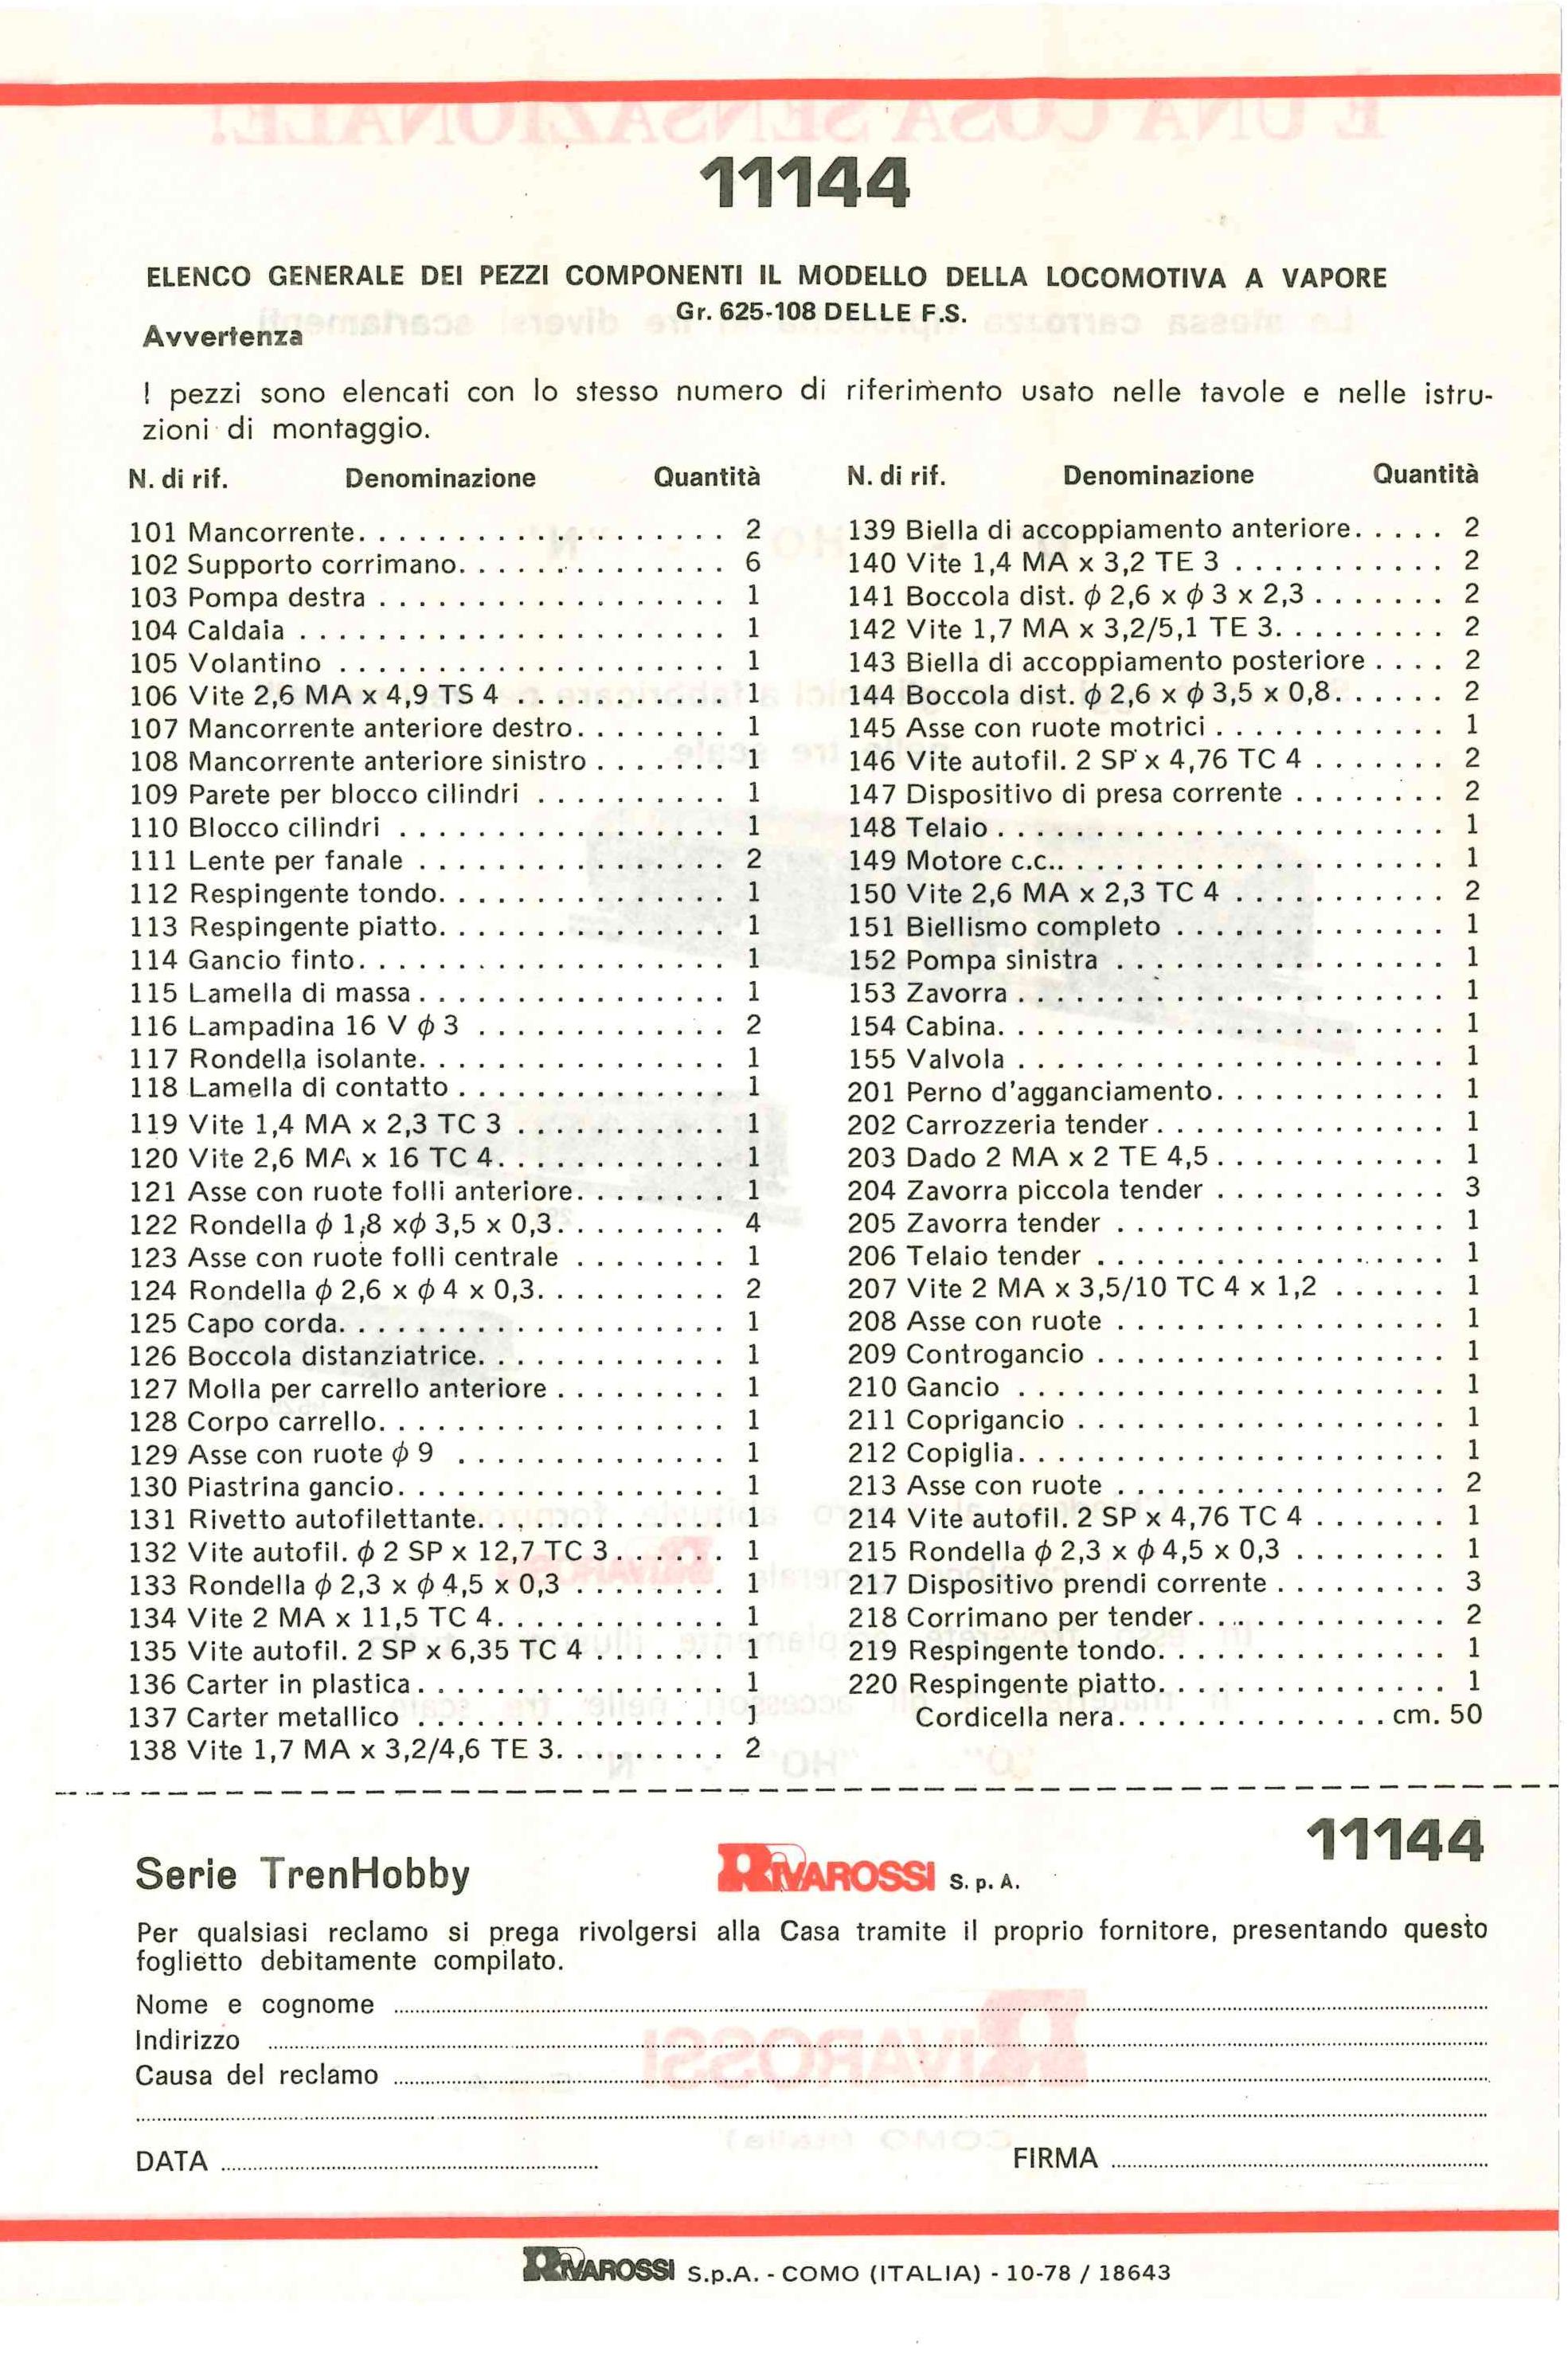 11144
ELENCO GENERALE DEI PEZZI COMPONENTI IL MODELLO DELLA LOCOMOTIVA A VAPORE
Gr. 625-108 DELLE F.S.
Avvertenza
I pezzi sono elencati con lo stesso numero di riferimento usato nelle tavole e nelle istru-
zioni di montaggio.
N. di rif. Denominazione Quantità
101 Mancorrente. . . . . . . . . . . . . . . . . . . 2
102 Supporto corrimano. . . . . . . . . . . . . . 6
103 Pompa destra . . . . . . . . . . . . . . . . . . 1
104 Caldaia . . . . . . . . . . . . . . . . . . . . . . 1
105 Volantino . . . . . . . . . . . . . . . . . . . . 1
106 Vite 2,6 MA x 4,9 TS 4 . . . . . . . . . . . 1
107 Mancorrente anteriore destro. . . . . . . . 1
108 Mancorrente anteriore sinistro . . . . . . . 1
109 Parete per blocco cilindri . . . . . . . . . . 1
110 Blocco cilindri . . . . . . . . . . . . . . . . . 1
111 Lente per fanale . . . . . . . . . . . . . . . . 2
112 Respingente tondo. . . . . . . . . . . . . . . 1
113 Respingente piatto. . . . . . . . . . . . . . . 1
114 Gancio finto. . . . . . . . . . . . . . . . . . . 1
115 Lamella di massa . . . . . . . . . . . . . . . . 1
116 Lampadina 16 V ϕ 3 . . . . . . . . . . . . . 2
117 Rondella isolante. . . . . . . . . . . . . . . . 1
118 Lamella di contatto . . . . . . . . . . . . . . 1
119 Vite 1,4 MA x 2,3 TC 3 . . . . . . . . . . . 1
120 Vite 2,6 MA x 16 TC 4. . . . . . . . . . . . 1
121 Asse con ruote folli anteriore. . . . . . . . 1
122 Rondella ϕ 1,8 xϕ 3,5 x 0,3. . . . . . . . . 4
123 Asse con ruote folli centrale . . . . . . . . 1
124 Rondella ϕ 2,6 x ϕ 4 x 0,3. . . . . . . . . . 2
125 Capo corda. . . . . . . . . . . . . . . . . . . . 1
126 Boccola distanziatrice. . . . . . . . . . . . . 1
127 Molla per carrello anteriore . . . . . . . . . 1
128 Corpo carrello. . . . . . . . . . . . . . . . . . 1
129 Asse con ruote ϕ 9 . . . . . . . . . . . . . . 1
130 Piastrina gancio. . . . . . . . . . . . . . . . . 1
131 Rivetto autofilettante. . . . . . . . . . . . . 1
132 Vite autofil. ϕ 2 SP x 12,7 TC 3. . . . . . 1
133 Rondella ϕ 2,3 x ϕ 4,5 x 0,3 . . . . . . . . 1
134 Vite 2 MA x 11,5 TC 4. . . . . . . . . . . . 1
135 Vite autofil. 2 SP x 6,35 TC 4 . . . . . . . 1
136 Carter in plastica. . . . . . . . . . . . . . . . 1
137 Carter metallico . . . . . . . . . . . . . . . . 1
138 Vite 1,7 MA x 3,2/4,6 TE 3. . . . . . . . . 2
N. di rif. Denominazione Quantità
139 Biella di accoppiamento anteriore. . . . . 2
140 Vite 1,4 MA x 3,2 TE 3 . . . . . . . . . . . 2
141 Boccola dist. ϕ 2,6 x ϕ 3 x 2,3 . . . . . . . 2
142 Vite 1,7 MA x 3,2/5,1 TE 3. . . . . . . . . 2
143 Biella di accoppiamento posteriore . . . . 2
144 Boccola dist. ϕ 2,6 x ϕ 3,5 x 0,8. . . . . . 2
145 Asse con ruote motrici . . . . . . . . . . . . 1
146 Vite autofil. 2 SP x 4,76 TC 4 . . . . . . . 2
147 Dispositivo di presa corrente . . . . . . . . 2
148 Telaio . . . . . . . . . . . . . . . . . . . . . . . 1
149 Motore c.c.. . . . . . . . . . . . . . . . . . . . 1
150 Vite 2,6 MA x 2,3 TC 4 . . . . . . . . . . . 2
151 Biellismo completo . . . . . . . . . . . . . . 1
152 Pompa sinistra . . . . . . . . . . . . . . . . . 1
153 Zavorra . . . . . . . . . . . . . . . . . . . . . . 1
154 Cabina. . . . . . . . . . . . . . . . . . . . . . . 1
155 Valvola . . . . . . . . . . . . . . . . . . . . . . 1
201 Perno d'agganciamento. . . . . . . . . . . . 1
202 Carrozzeria tender . . . . . . . . . . . . . . . 1
203 Dado 2 MA x 2 TE 4,5. . . . . . . . . . . . 1
204 Zavorra piccola tender . . . . . . . . . . . . 3
205 Zavorra tender . . . . . . . . . . . . . . . . . 1
206 Telaio tender . . . . . . . . . . . . . . . . . . 1
207 Vite 2 MA x 3,5/10 TC 4 x 1,2 . . . . . . 1
208 Asse con ruote . . . . . . . . . . . . . . . . . 1
209 Controgancio . . . . . . . . . . . . . . . . . . 1
210 Gancio . . . . . . . . . . . . . . . . . . . . . . 1
211 Coprigancio . . . . . . . . . . . . . . . . . . . 1
212 Copiglia. . . . . . . . . . . . . . . . . . . . . . 1
213 Asse con ruote . . . . . . . . . . . . . . . . . 2
214 Vite autofil. 2 SP x 4,76 TC 4 . . . . . . . 1
215 Rondella ϕ 2,3 x ϕ 4,5 x 0,3 . . . . . . . . 1
217 Dispositivo prendi corrente . . . . . . . . . 3
218 Corrimano per tender. . . . . . . . . . . . . 2
219 Respingente tondo. . . . . . . . . . . . . . . 1
220 Respingente piatto. . . . . . . . . . . . . . . 1
Cordicella nera. . . . . . . . . . . . . . cm. 50
11144
Serie TrenHobby RIVAROSSI S. p. A.
Per qualsiasi reclamo si prega rivolgersi alla Casa tramite il proprio fornitore, presentando questo
foglietto debitamente compilato.
Nome e cognome
Indirizzo
Causa del reclamo
DATA FIRMA
RIVAROSSI S.p.A. - COMO (ITALIA) - 10-78 / 18643